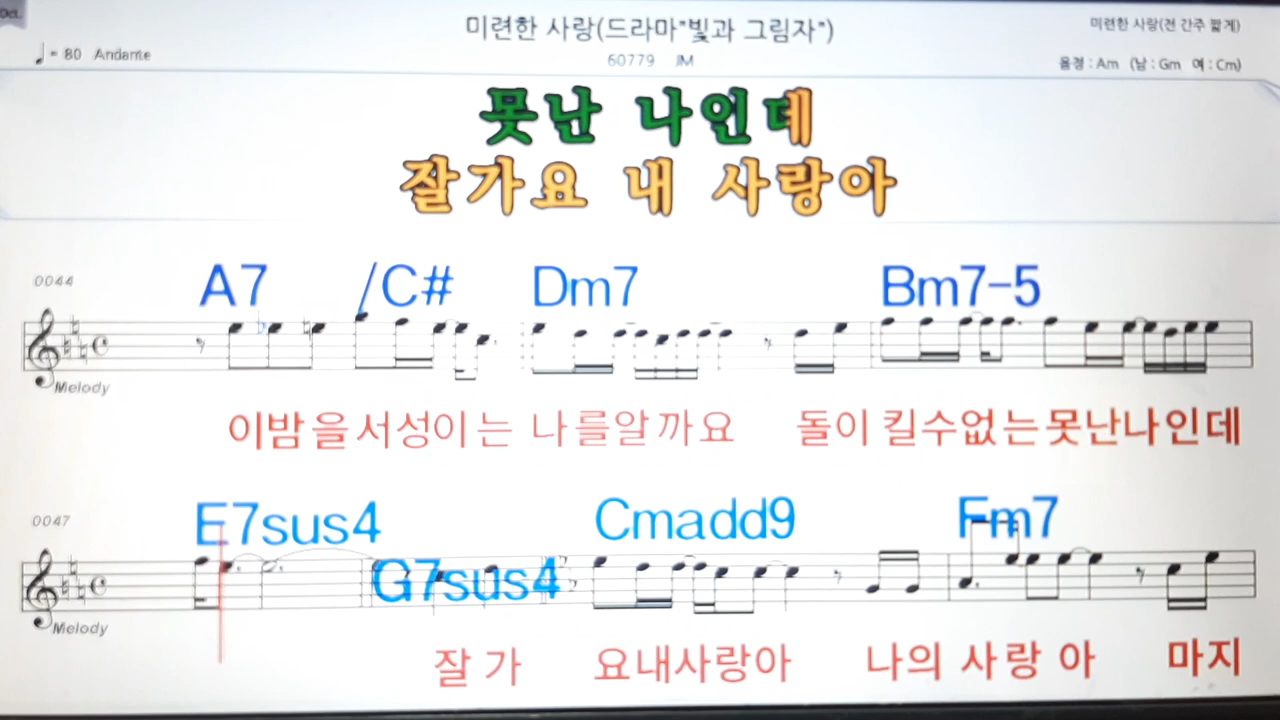 Oct.
미련한 사랑(드라마"빛과 그림자")
미련한 사랑(전 간주 짧게)
♩= 80 Andante
60779 JM
음정 : Am (남 : Gm 여 : Cm)
못난 나인데
잘가요 내 사랑아
0044
A7 /C# Dm7 Bm7-5
Melody
이밤을서성이는 나를알까요 돌이킬수없는못난나인데
0047
E7sus4 G7sus4 Cmadd9 Fm7
Melody
잘가 요내사랑아 나의 사랑 아 마지